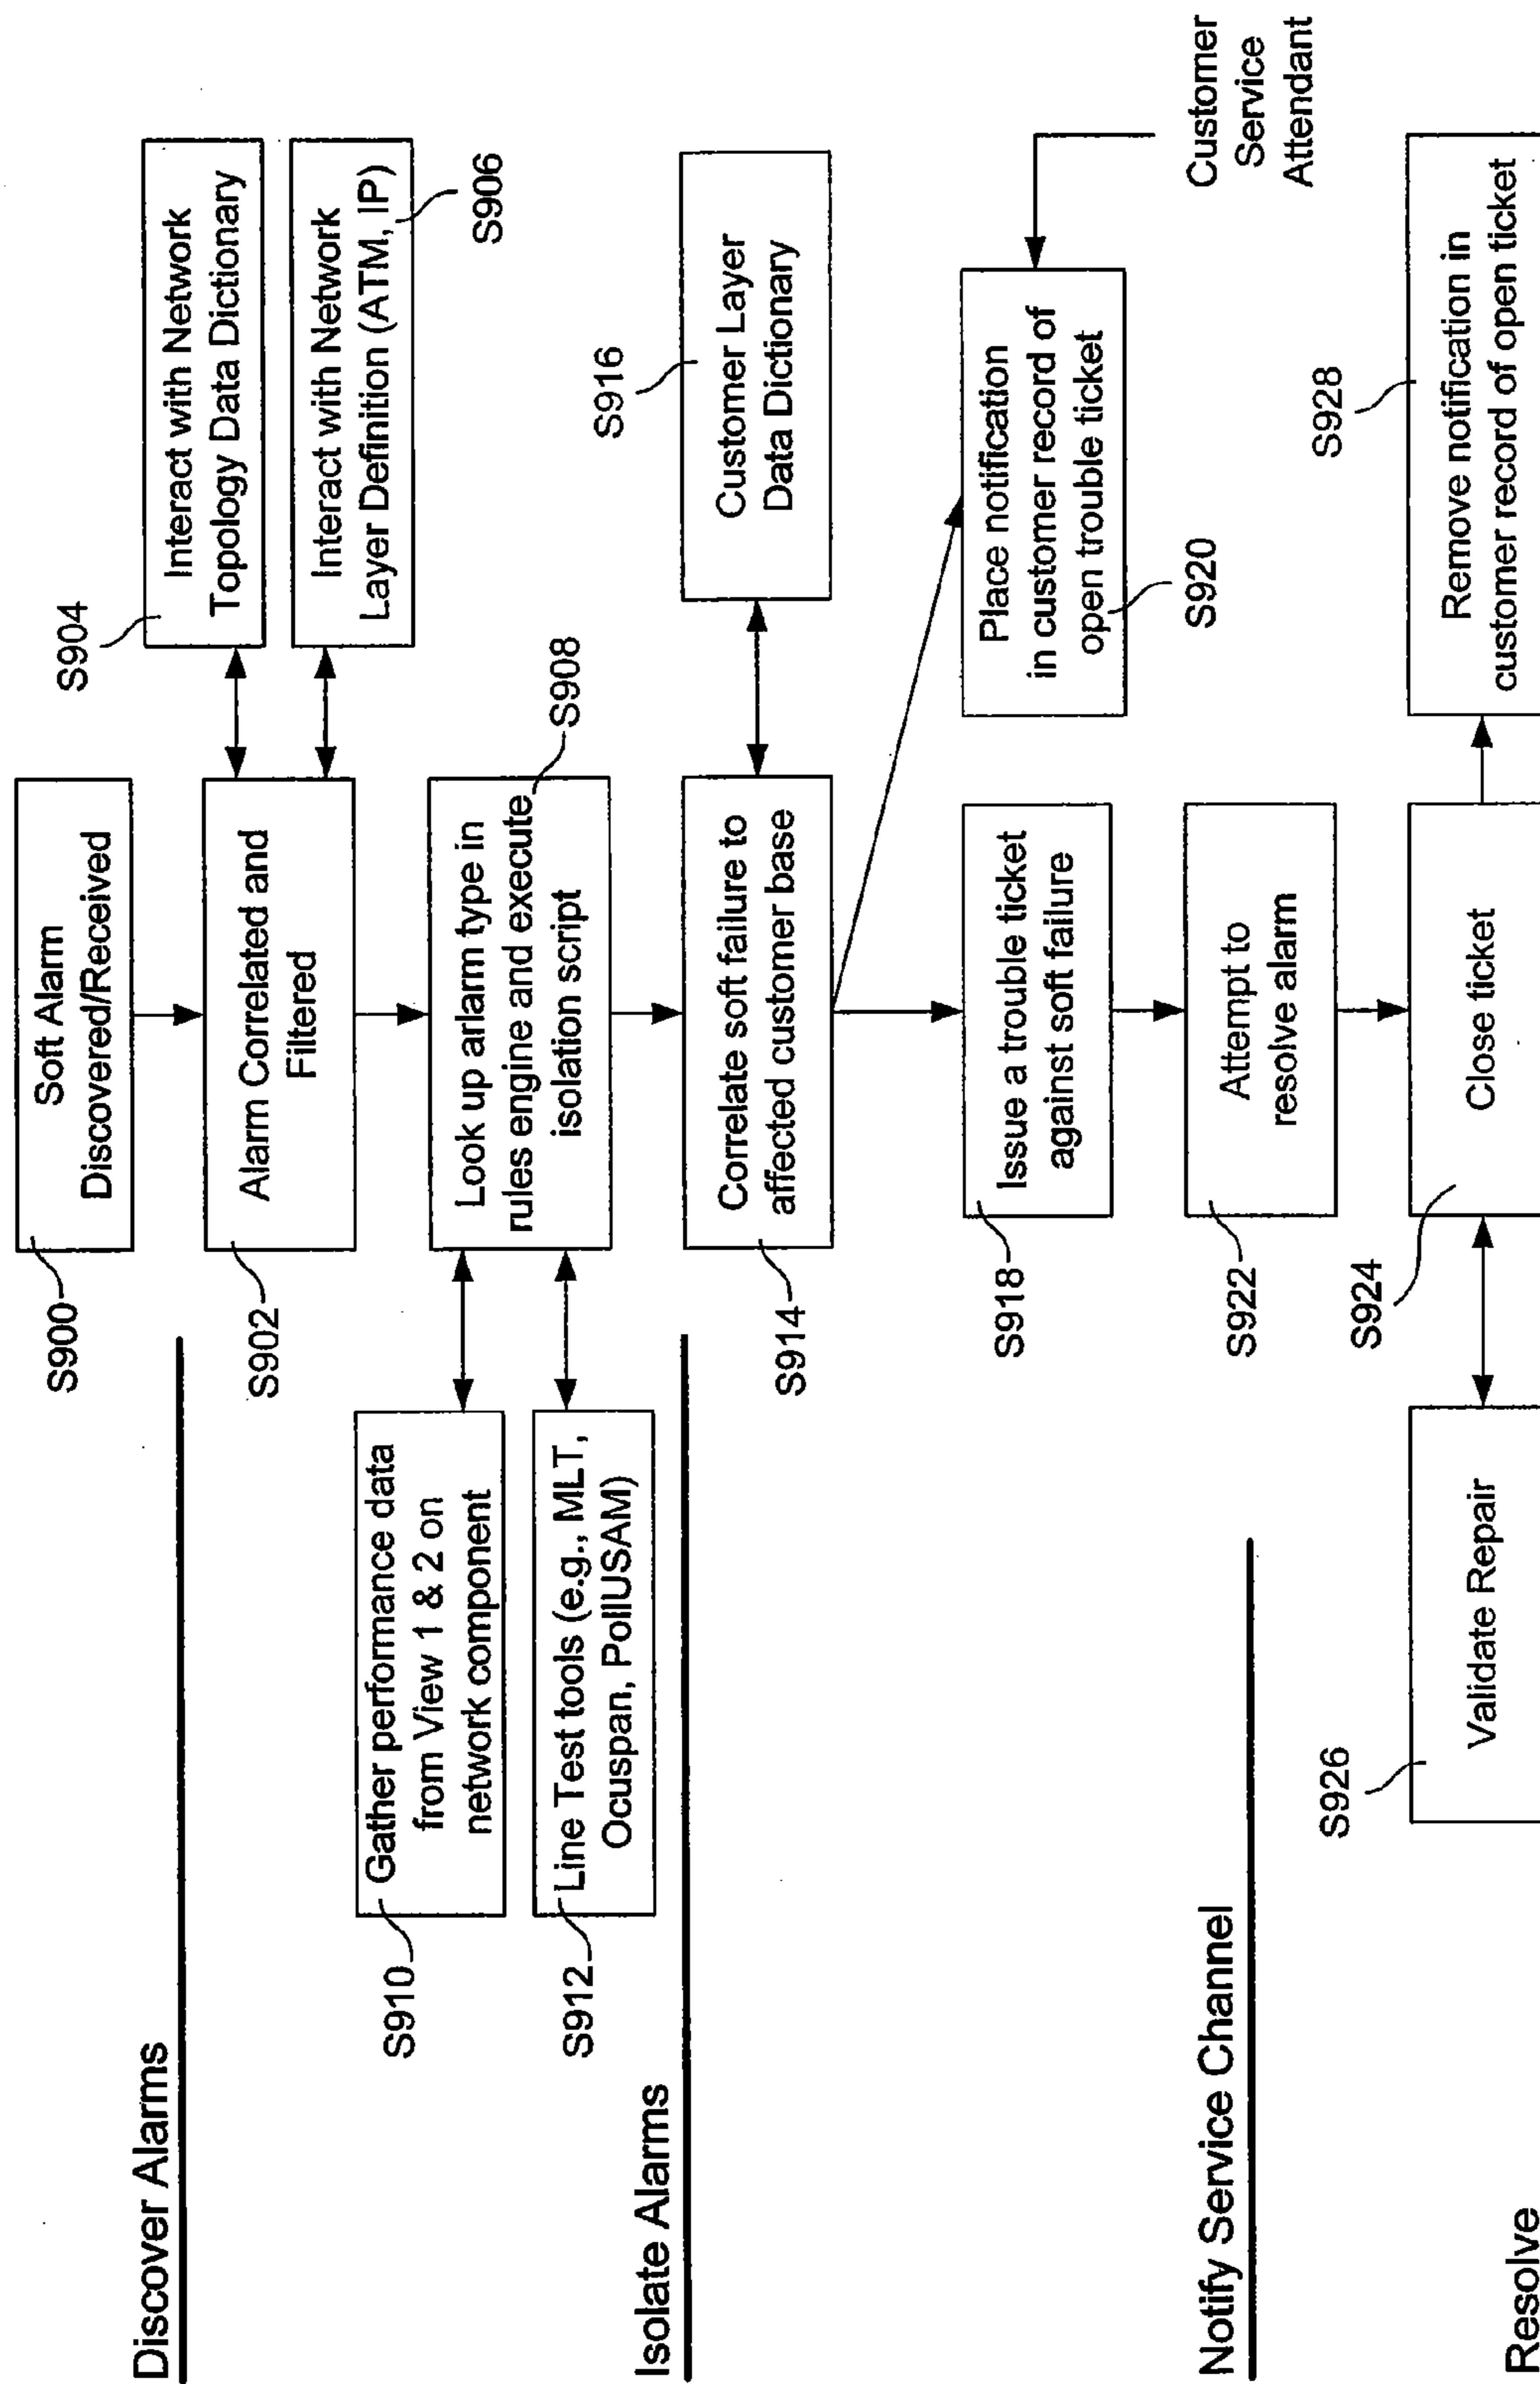 Discover Alarms
S900
Soft Alarm
Discovered/Received
S902
Alarm Correlated and
Filtered
S904
Interact with Network
Topology Data Dictionary
Interact with Network
Layer Definition (ATM, IP)
S906
S910
Gather performance data
from View 1 & 2 on
network component
S912
Line Test tools (e.g., MLT,
Ocuspan, PollUSAM)
Look up arlarm type in
rules engine and execute
isolation script
S908
Isolate Alarms
S914
Correlate soft failure to
affected customer base
S916
Customer Layer
Data Dictionary
S918
Issue a trouble ticket
against soft failure
Place notification
in customer record of
open trouble ticket
S920
Customer
Service
Attendant
Notify Service Channel
S922
Attempt to
resolve alarm
S924
Close ticket
S926
Validate Repair
S928
Remove notification in
customer record of open ticket
Resolve